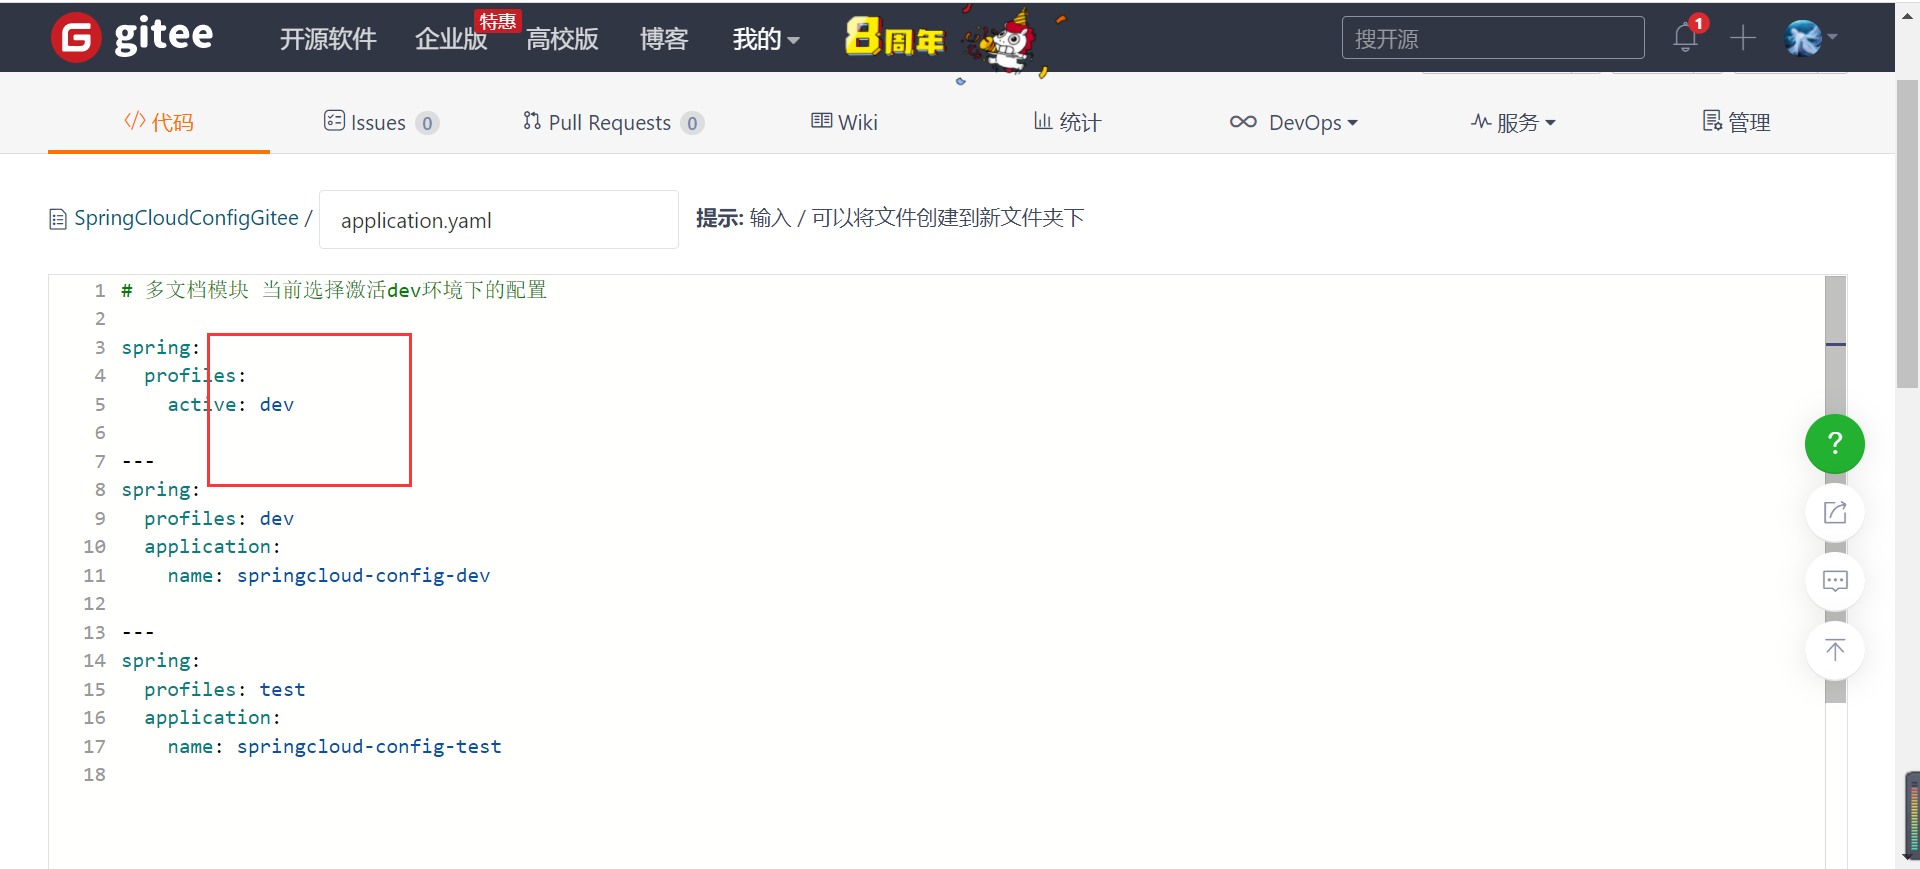 gitee 开源软件 企业版 特惠 高校版 博客 我的 8周年 搜开源 1
代码 Issues 0 Pull Requests 0 Wiki 统计 DevOps 服务 管理
SpringCloudConfigGitee / application.yaml 提示: 输入 / 可以将文件创建到新文件夹下
1 # 多文档模块 当前选择激活dev环境下的配置
2
3 spring:
4   profiles:
5     active: dev
6
7 ---
8 spring:
9   profiles: dev
10   application:
11     name: springcloud-config-dev
12
13 ---
14 spring:
15   profiles: test
16   application:
17     name: springcloud-config-test
18
?